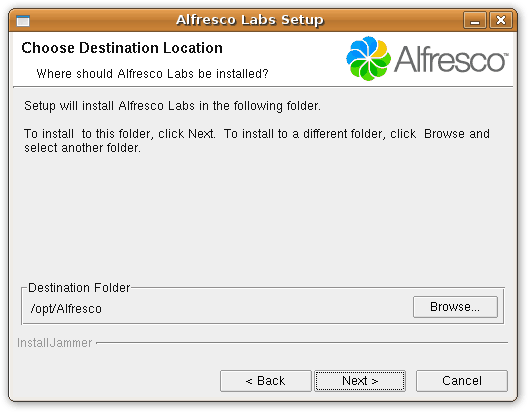 Alfresco Labs Setup
Choose Destination Location
Where should Alfresco Labs be installed?
Alfresco™
Setup will install Alfresco Labs in the following folder.
To install to this folder, click Next. To install to a different folder, click Browse and
select another folder.
Destination Folder
/opt/Alfresco
Browse...
InstallJammer
< Back
Next >
Cancel